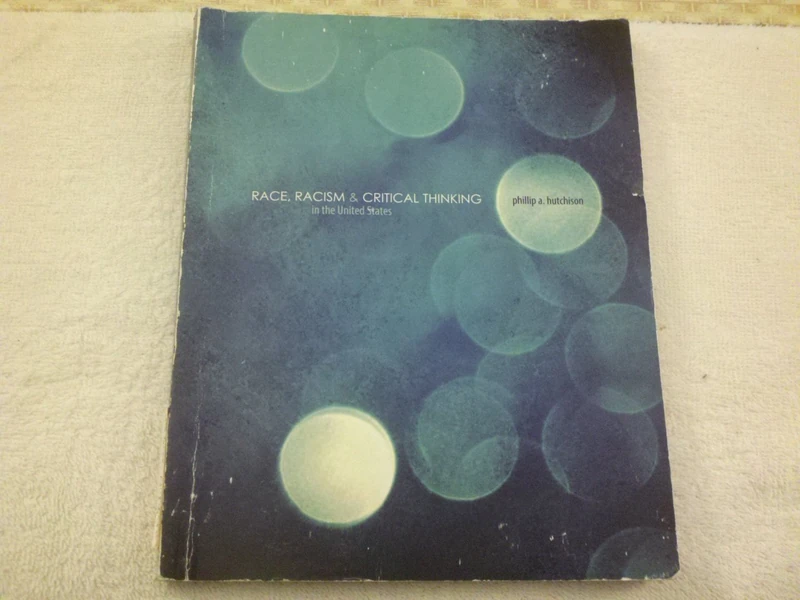 RACE, RACISM & CRITICAL THINKING
in the United States
phillip a. hutchison